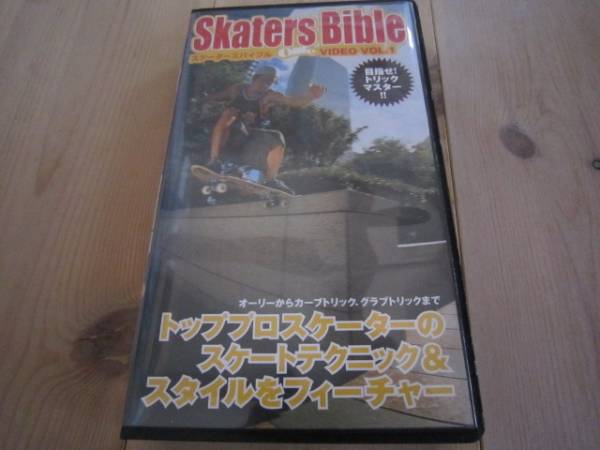 Skaters Bible
スケーターズバイブル
VIDEO VOL.1
目指せ!
トリック
マスター
!!
オーリーからカーブトリック、グラブトリックまで
トッププロスケーターの
スケートテクニック&
スタイルをフィーチャー